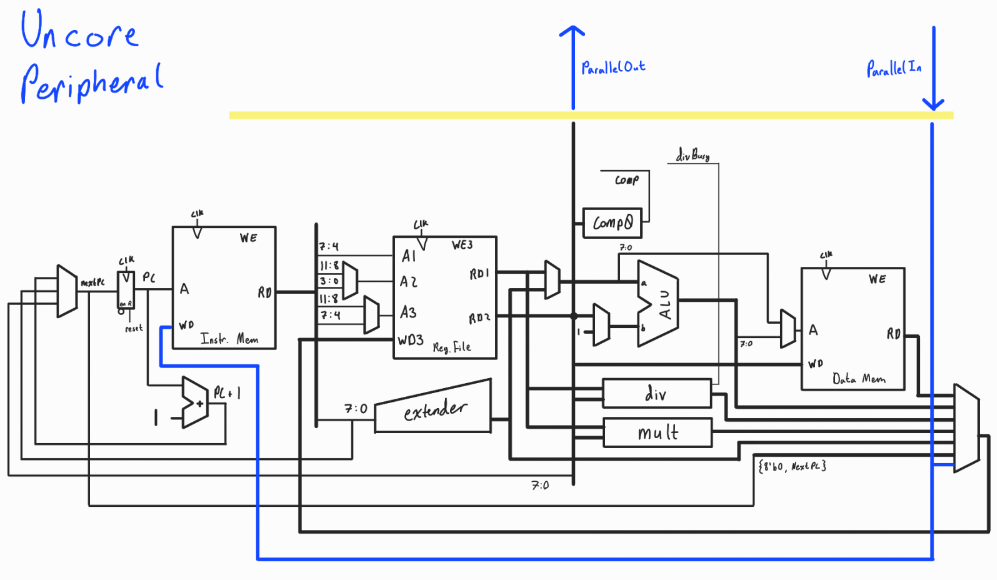 Uncore
Peripheral
ParallelOut
ParallelIn
divBusy
comp
Comp0
7:0
clk
WE
A
RD
WD
Instr. Mem
nextPC
clk
PC
en R
reset
PC+1
1
+
7:4
11:8
3:0
11:8
7:4
clk
WE3
A1
A2
A3
WD3
RD1
RD2
Reg. File
7:0
extender
a
b
ALU
1
7:0
clk
WE
A
RD
WD
Data Mem
div
mult
{8'b0, NextPC}
7:0